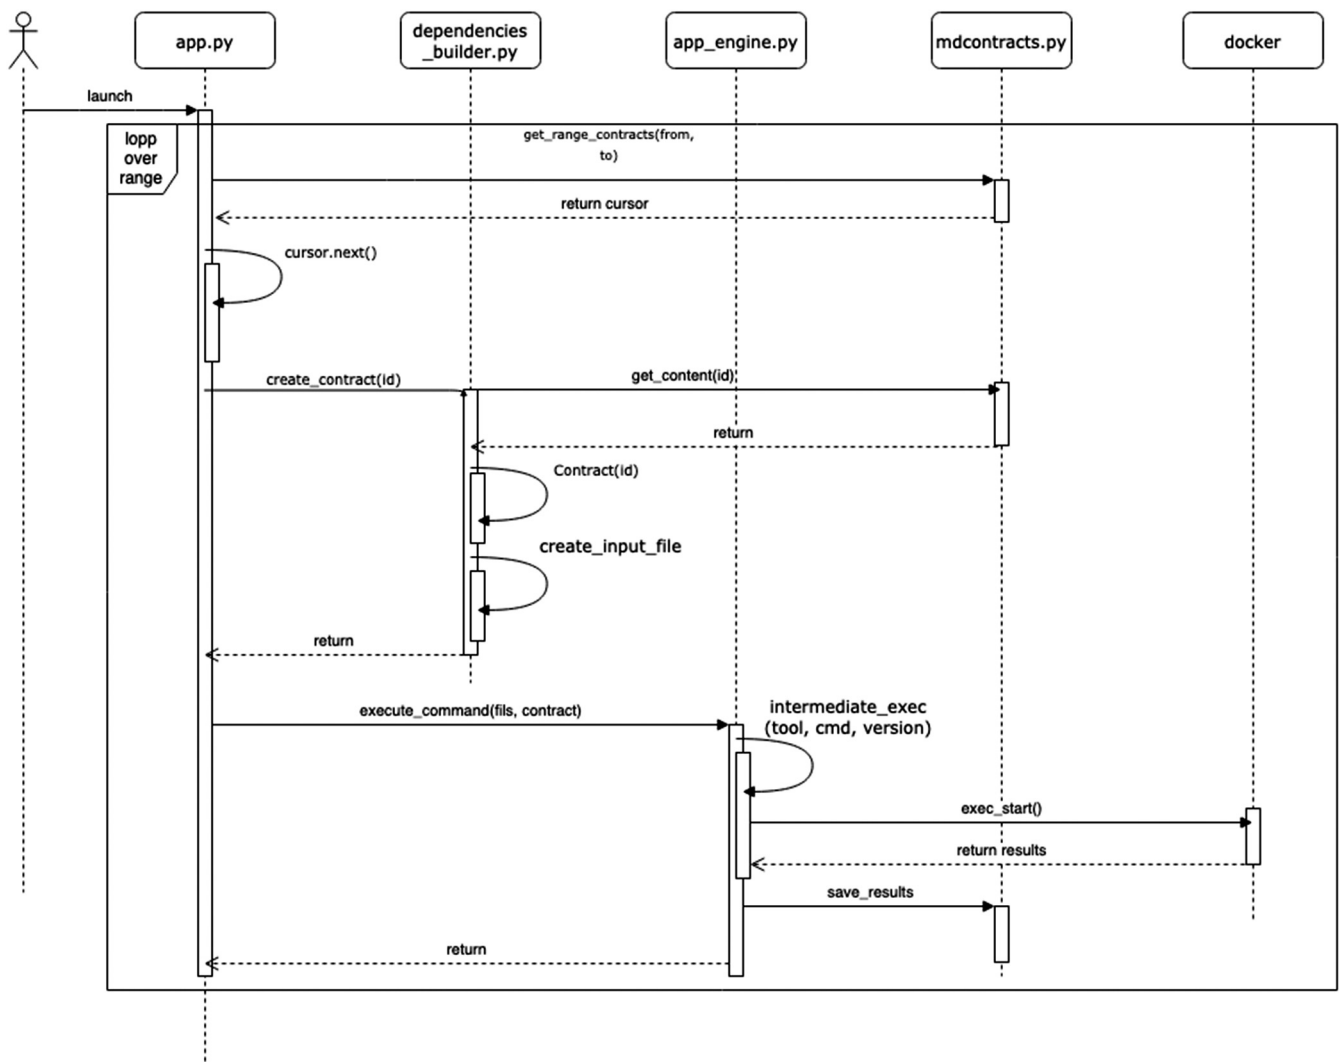 app.py
dependencies
_builder.py
app_engine.py
mdcontracts.py
docker
launch
lopp
over
range
get_range_contracts(from,
to)
return cursor
cursor.next()
create_contract(id)
get_content(id)
return
Contract(id)
create_input_file
return
execute_command(fils, contract)
intermediate_exec
(tool, cmd, version)
exec_start()
return results
save_results
return